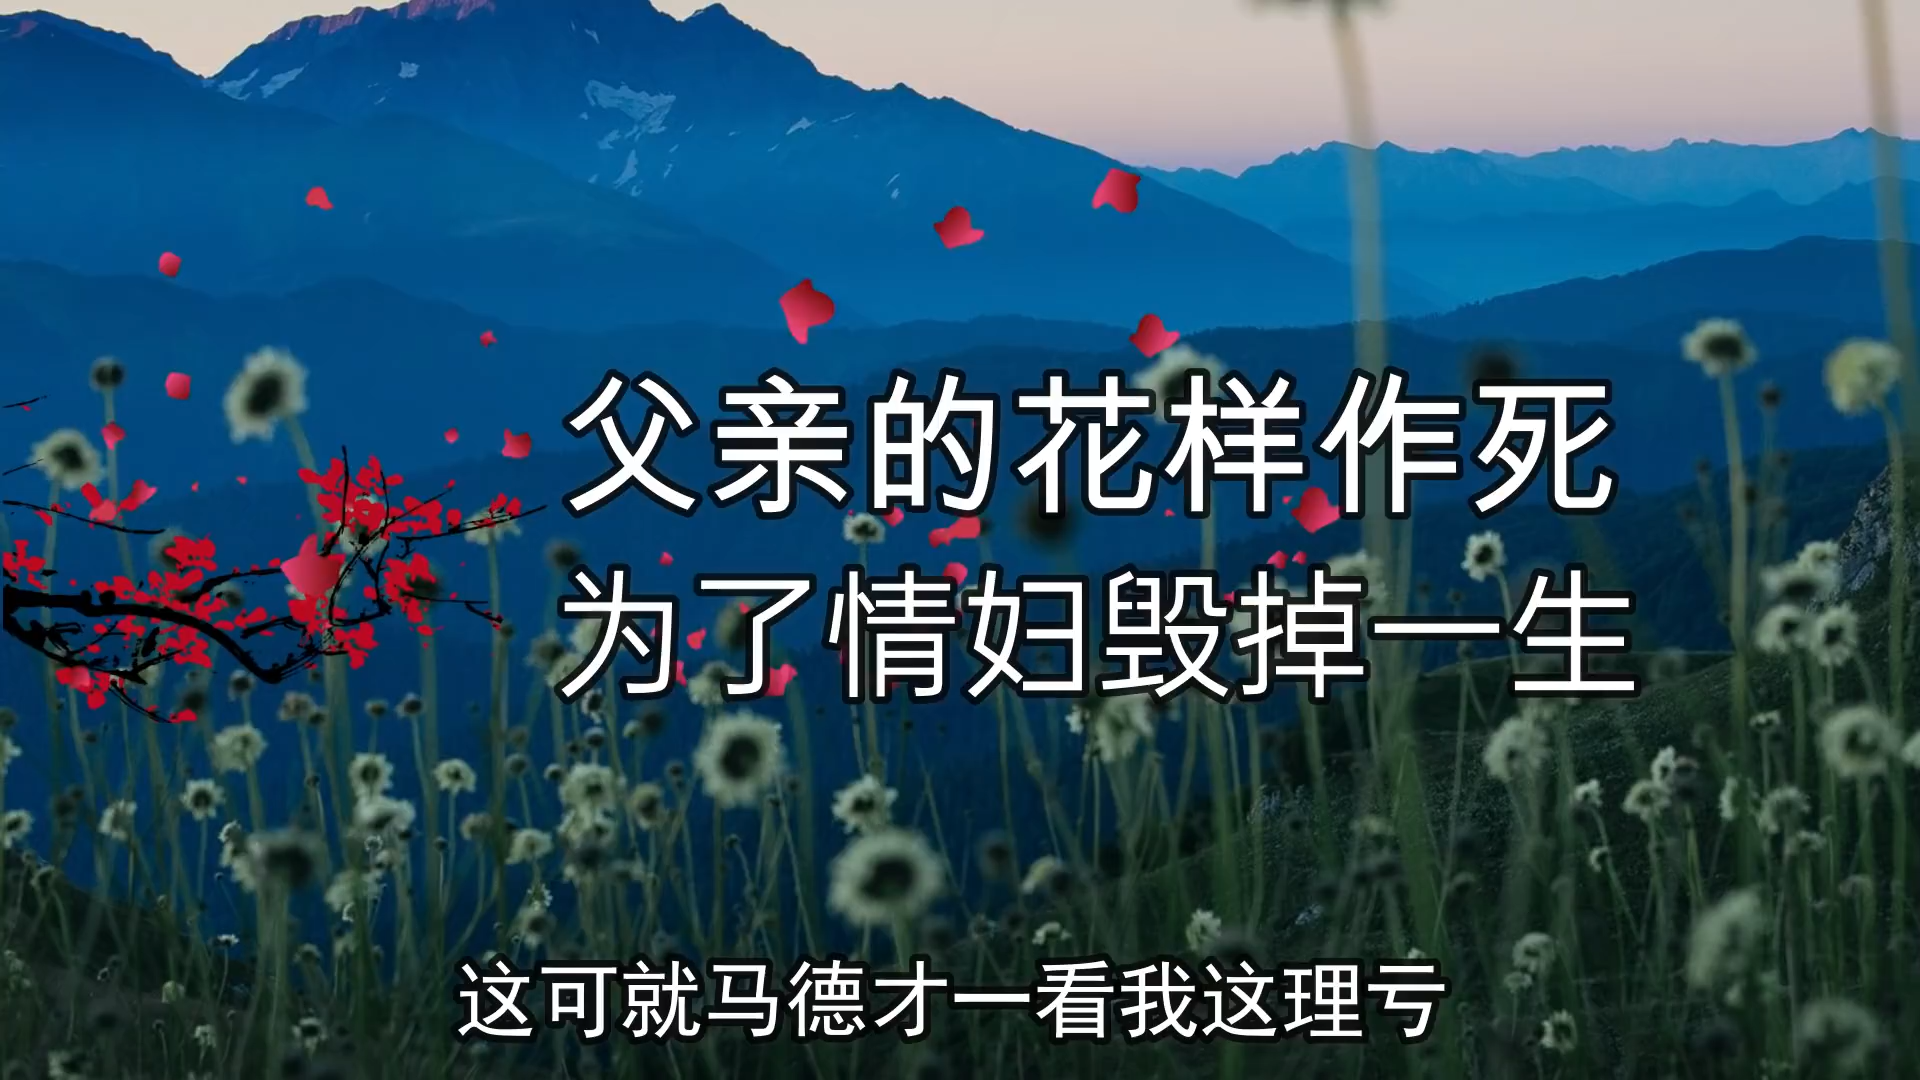 父亲的花样作死
为了情妇毁掉一生
这可就马德才一看我这理亏